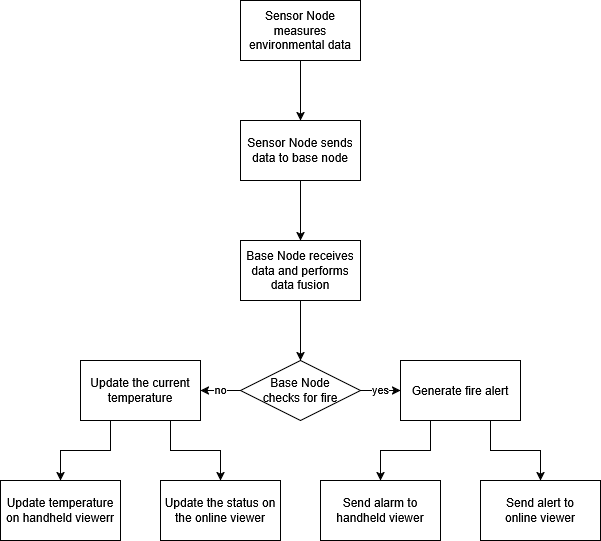 Sensor Node
measures
environmental data
Sensor Node sends
data to base node
Base Node receives
data and performs
data fusion
Update the current
temperature
no
Base Node
checks for fire
yes
Generate fire alert
Update temperature
on handheld viewerr
Update the status on
the online viewer
Send alarm to
handheld viewer
Send alert to
online viewer